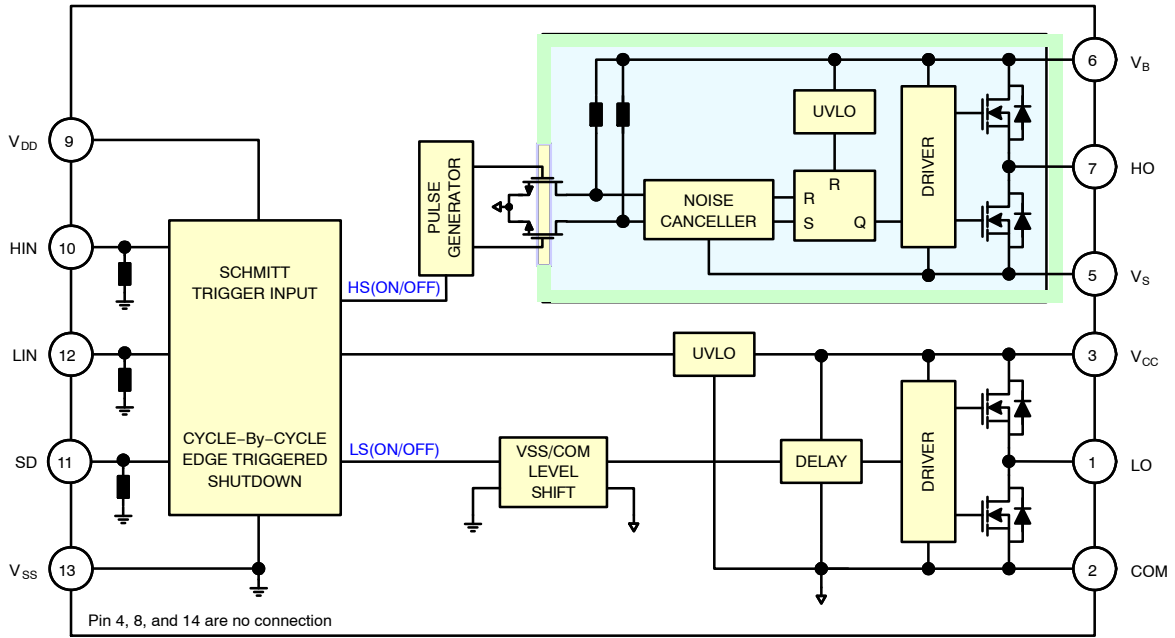 6
VB
UVLO
VDD
9
PULSE
GENERATOR
DRIVER
7
HO
R
NOISE
CANCELLER
R
S
Q
HIN
10
SCHMITT
TRIGGER INPUT
HS(ON/OFF)
5
VS
LIN
12
UVLO
3
VCC
SD
11
CYCLE−By−CYCLE
EDGE TRIGGERED
SHUTDOWN
LS(ON/OFF)
VSS/COM
LEVEL
SHIFT
DELAY
DRIVER
1
LO
VSS
13
2
COM
Pin 4, 8, and 14 are no connection